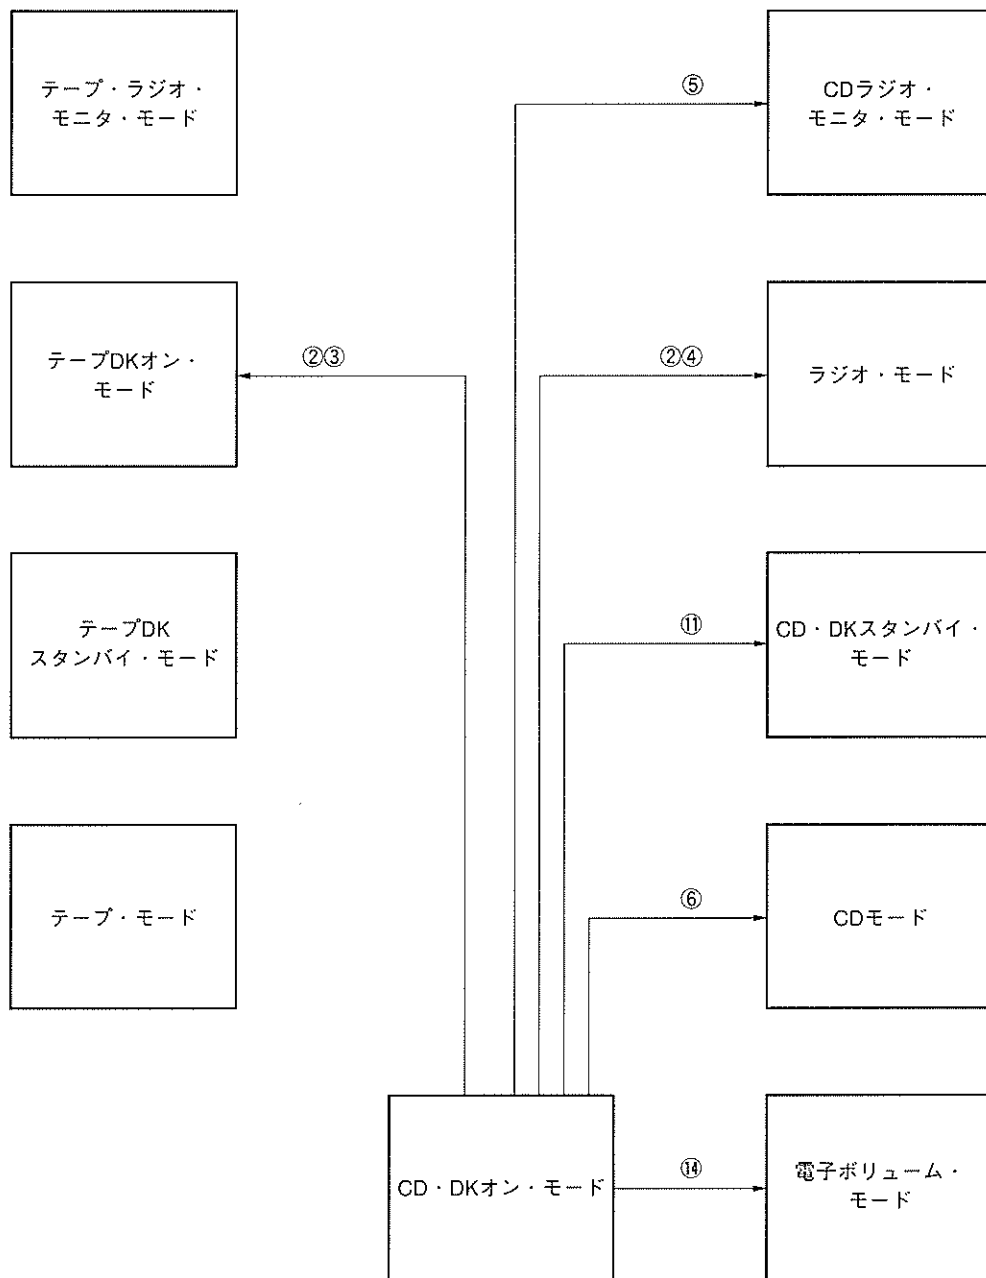 テープ・ラジオ・
モニタ・モード
⑤
CDラジオ・
モニタ・モード
テープDKオン・
モード
②③
②④
ラジオ・モード
テープDK
スタンバイ・モード
⑪
CD・DKスタンバイ・
モード
テープ・モード
⑥
CDモード
CD・DKオン・モード
⑭
電子ボリューム・
モード